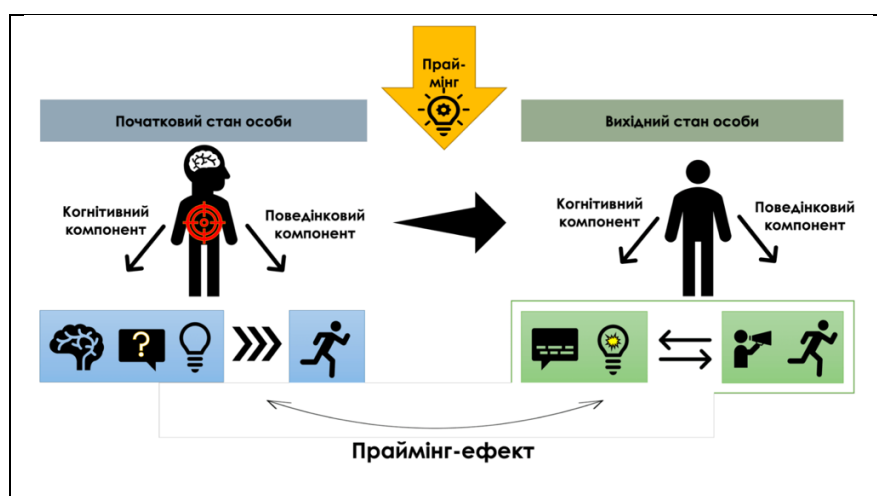 Прай-
мінг
Початковий стан особи
Вихідний стан особи
Когнітивний
компонент
Поведінковий
компонент
Когнітивний
компонент
Поведінковий
компонент
?
Праймінг-ефект